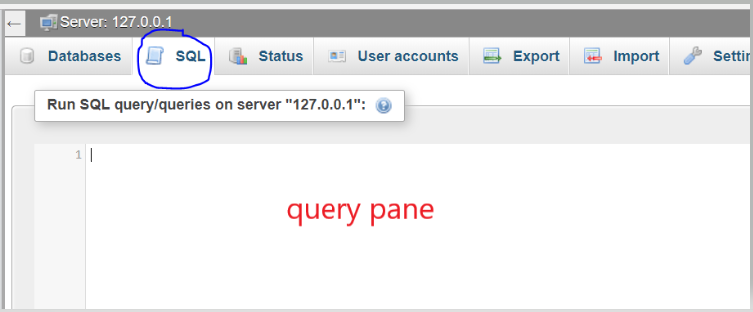 Server: 127.0.0.1
Databases SQL Status User accounts Export Import Settin
Run SQL query/queries on server "127.0.0.1":
1
query pane